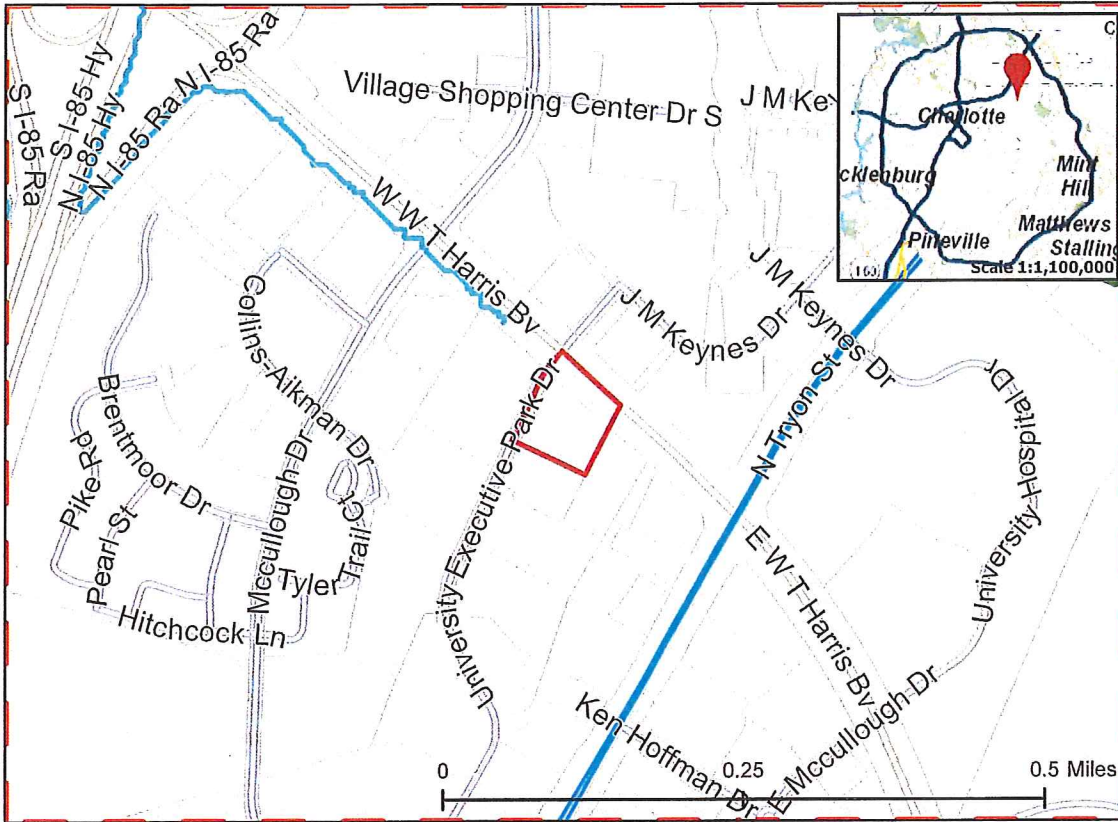 S I-85 Ra
S I-85 Hy
N I-85 Hy
N I-85 Ra
N I-85 Ra
Village Shopping Center Dr S
J M Key
W W T Harris Bv
J M Keynes Dr
J M Keynes Dr
Collins-Aikman Dr
Brentmoor Dr
Pike Rd
Pearl St
Hitchcock Ln
Mccullough Dr
Tyler Trail Ct
University Executive Park Dr
N Tryon St
University Hospital Dr
E W T Harris Bv
Ken Hoffman Dr
E Mccullough Dr
0 0.25 0.5 Miles
C
Charlotte
cklenburg
Mint
Hill
Matthews
Stalling
Pineville
Scale 1:1,100,000